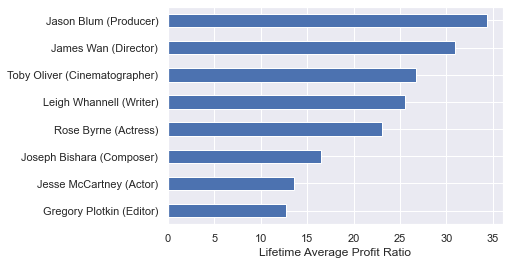 Jason Blum (Producer)
James Wan (Director)
Toby Oliver (Cinematographer)
Leigh Whannell (Writer)
Rose Byrne (Actress)
Joseph Bishara (Composer)
Jesse McCartney (Actor)
Gregory Plotkin (Editor)
0 5 10 15 20 25 30 35
Lifetime Average Profit Ratio